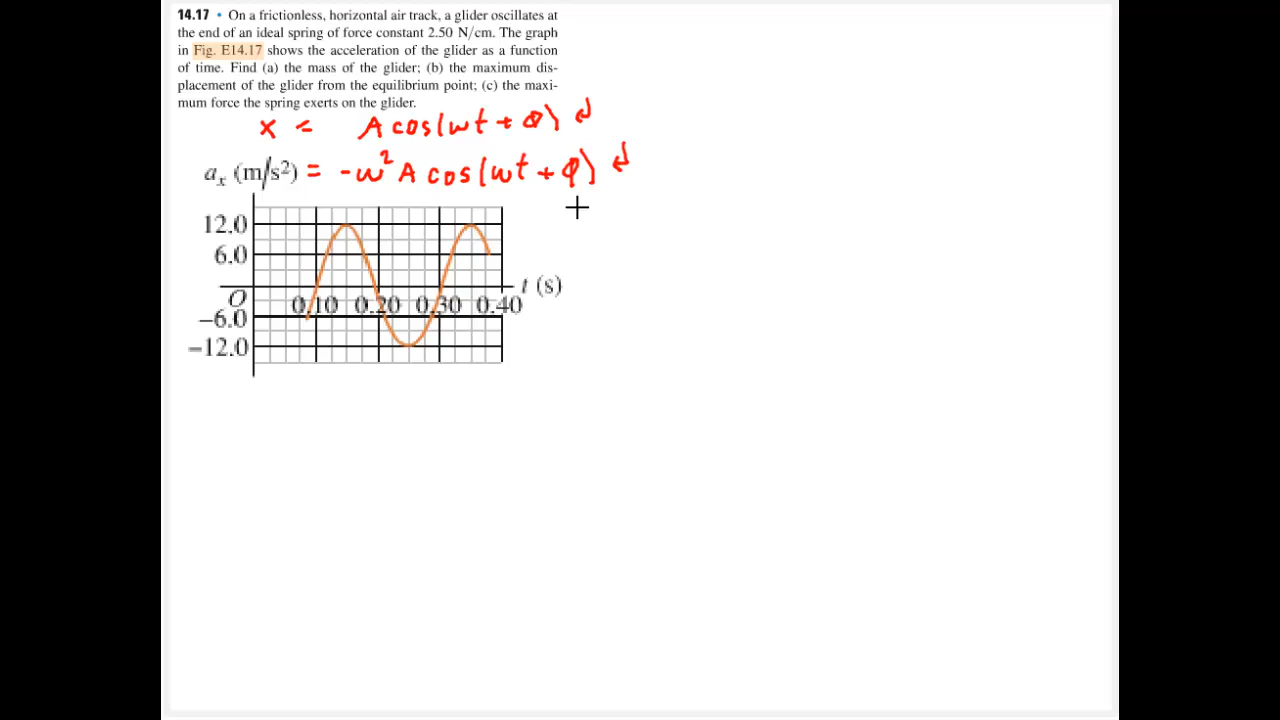 14.17 • On a frictionless, horizontal air track, a glider oscillates at
the end of an ideal spring of force constant 2.50 N/cm. The graph
in Fig. E14.17 shows the acceleration of the glider as a function
of time. Find (a) the mass of the glider; (b) the maximum dis-
placement of the glider from the equilibrium point; (c) the maxi-
mum force the spring exerts on the glider.
x = A cos(ωt + φ)
aₓ (m/s²) = -ω² A cos(ωt + φ)
12.0
6.0
t (s)
O 0.10 0.20 0.30 0.40
−6.0
−12.0